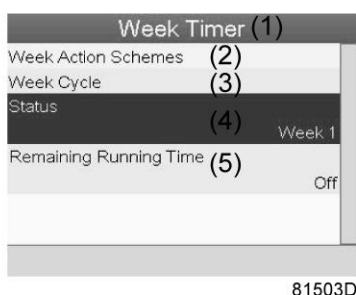 Week Timer (1)
Week Action Schemes (2)
Week Cycle (3)
Status (4)
Week 1
Remaining Running Time (5)
Off
81503D